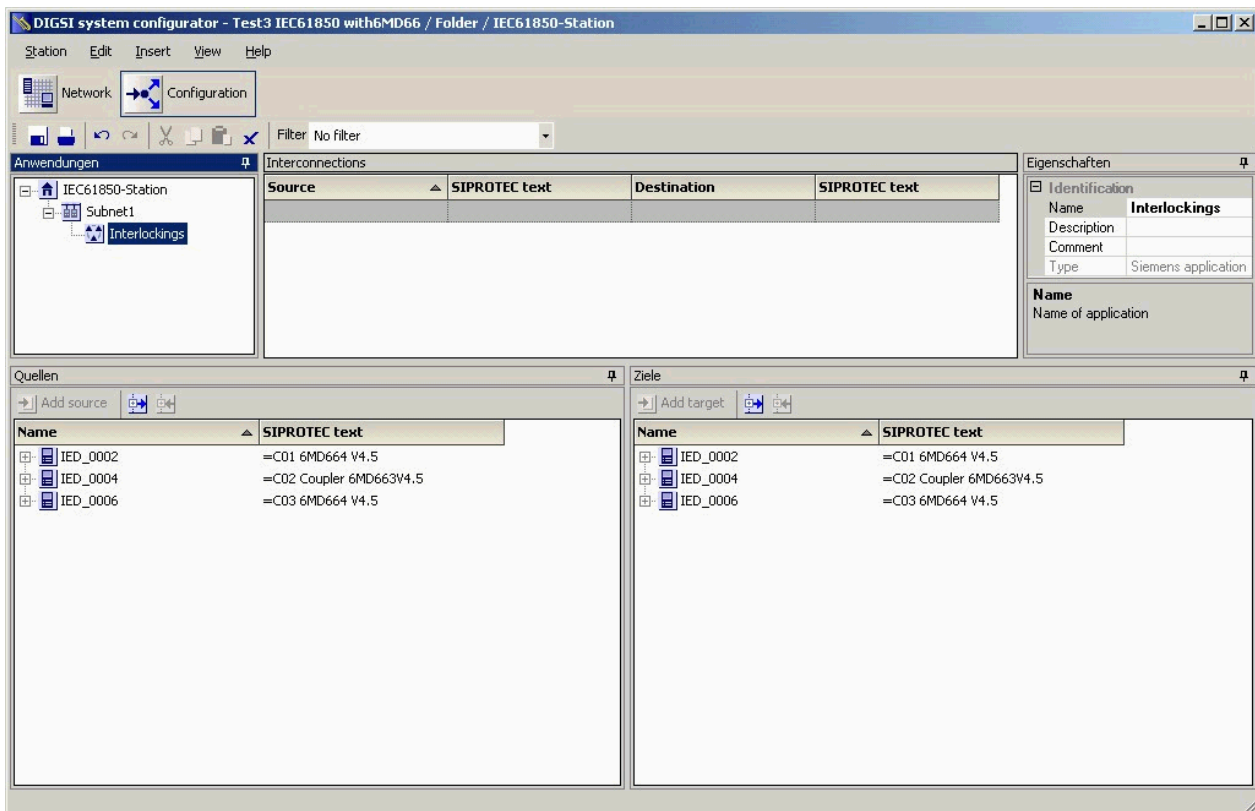 DIGSI system configurator - Test3 IEC61850 with6MD66 / Folder / IEC61850-Station
Station Edit Insert View Help
Network Configuration
Filter No filter
Anwendungen
IEC61850-Station
Subnet1
Interlockings
Interconnections
Source SIPROTEC text Destination SIPROTEC text
Eigenschaften
Identification
Name Interlockings
Description
Comment
Type Siemens application
Name
Name of application
Quellen
Add source
Name SIPROTEC text
IED_0002 =C01 6MD664 V4.5
IED_0004 =C02 Coupler 6MD663V4.5
IED_0006 =C03 6MD664 V4.5
Ziele
Add target
Name SIPROTEC text
IED_0002 =C01 6MD664 V4.5
IED_0004 =C02 Coupler 6MD663V4.5
IED_0006 =C03 6MD664 V4.5